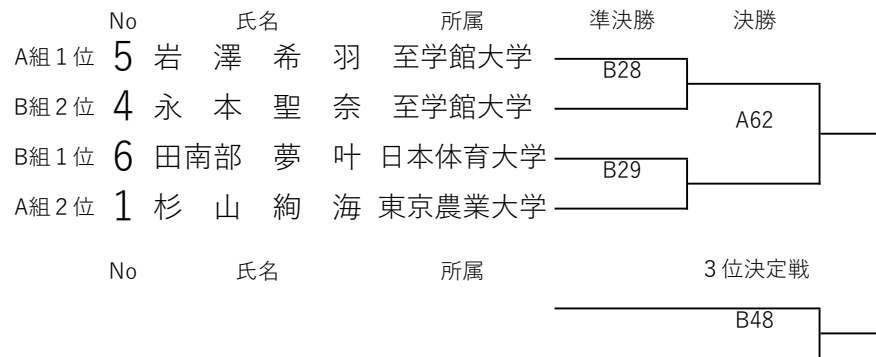 No 氏名 所属 準決勝 決勝
A組１位 5 岩 澤 希 羽 至学館大学
B28
B組２位 4 永 本 聖 奈 至学館大学
A62
B組１位 6 田南部 夢 叶 日本体育大学
B29
A組２位 1 杉 山 絢 海 東京農業大学
No 氏名 所属 ３位決定戦
B48